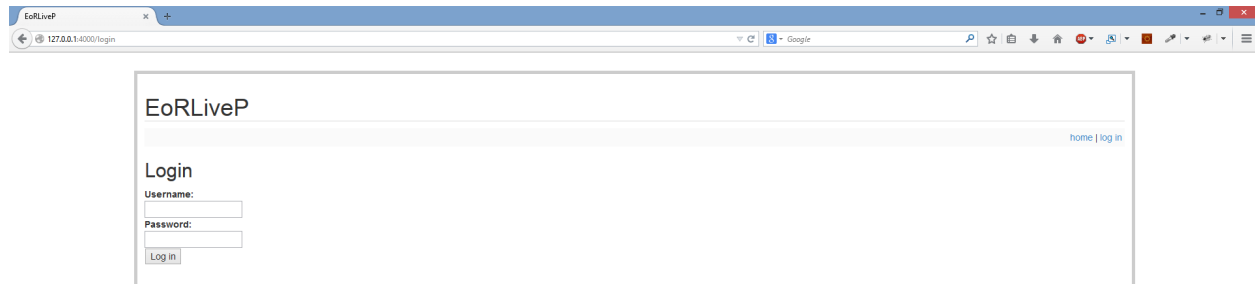 EoRLiveP
127.0.0.1:4000/login
Google
EoRLiveP
home | log in
Login
Username:
Password:
Log in